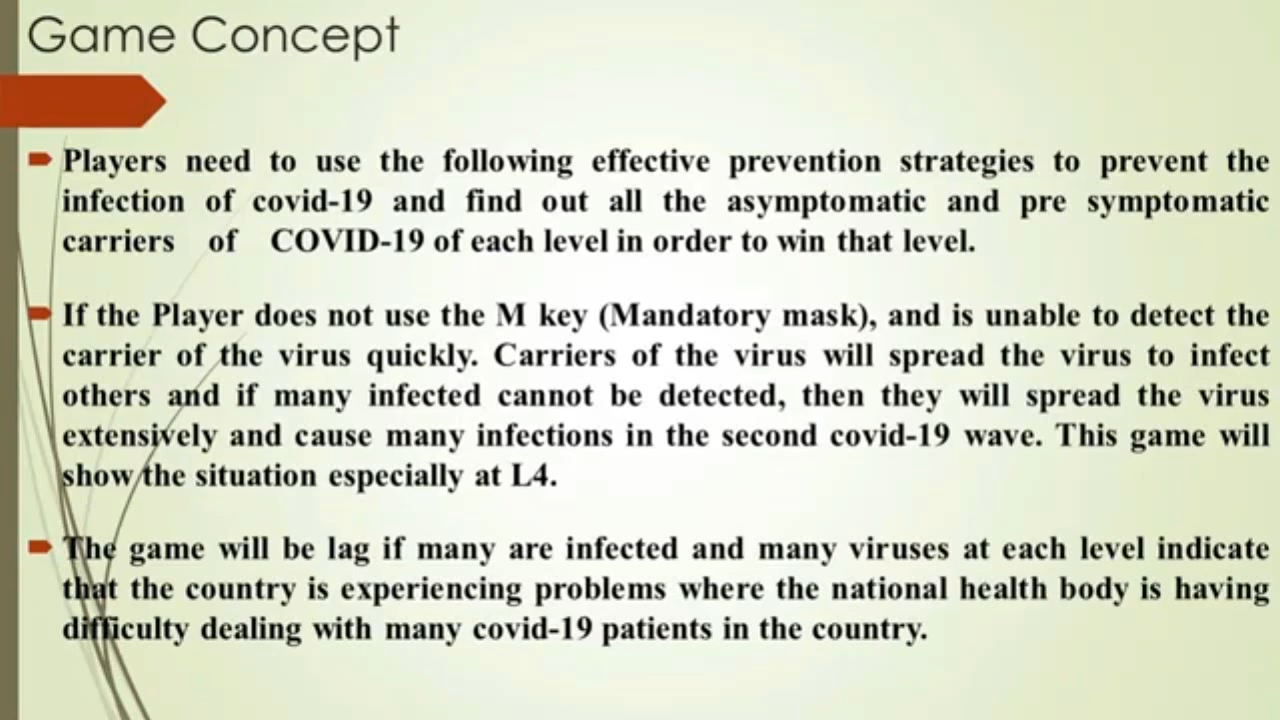 Game Concept
Players need to use the following effective prevention strategies to prevent the
infection of covid-19 and find out all the asymptomatic and pre symptomatic
carriers of COVID-19 of each level in order to win that level.
If the Player does not use the M key (Mandatory mask), and is unable to detect the
carrier of the virus quickly. Carriers of the virus will spread the virus to infect
others and if many infected cannot be detected, then they will spread the virus
extensively and cause many infections in the second covid-19 wave. This game will
show the situation especially at L4.
The game will be lag if many are infected and many viruses at each level indicate
that the country is experiencing problems where the national health body is having
difficulty dealing with many covid-19 patients in the country.